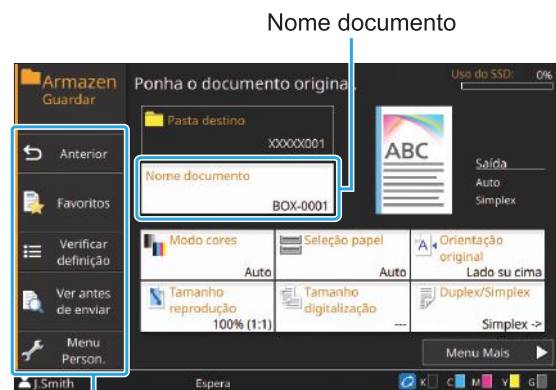 Nome documento
Armazen
Guardar
Ponha o documento original.
Uso do SSD: 0%
Pasta destino
XXXXX001
Nome documento
BOX-0001
ABC
Saída
Auto
Simplex
Anterior
Favoritos
Verificar
definição
Ver antes
de enviar
Menu
Person.
Modo cores
Auto
Seleção papel
Auto
Orientação
original
Lado su cima
Tamanho
reprodução
100% (1:1)
Tamanho
digitalização
---
Duplex/Simplex
Simplex ->
Menu Mais
J.Smith
Espera
K C M Y G